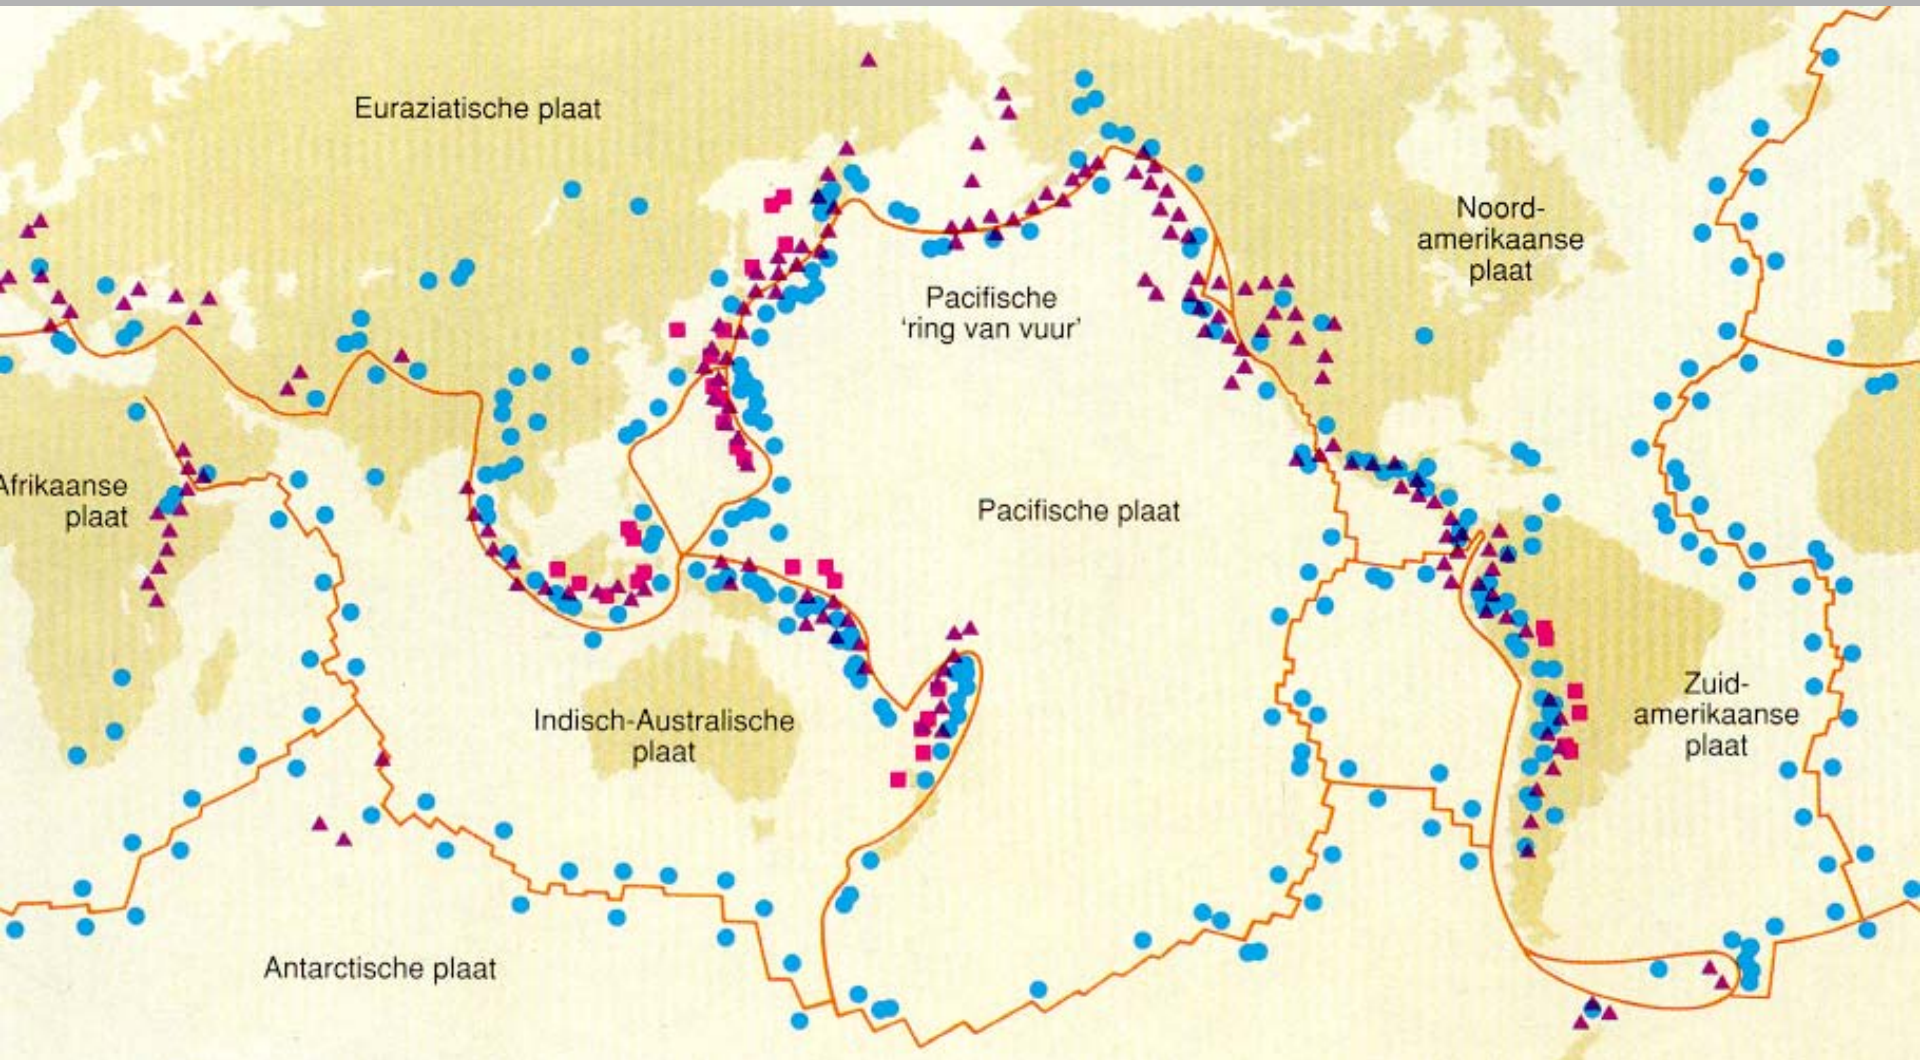 Euraziatische plaat
Noord-
amerikaanse
plaat
Pacifische
‘ring van vuur’
Afrikaanse
plaat
Pacifische plaat
Indisch-Australische
plaat
Zuid-
amerikaanse
plaat
Antarctische plaat